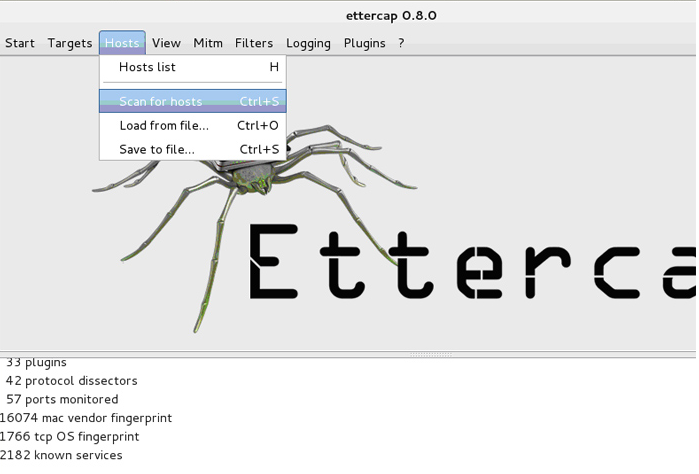 ettercap 0.8.0
Start Targets Hosts View Mitm Filters Logging Plugins ?
Hosts list H
Scan for hosts Ctrl+S
Load from file... Ctrl+O
Save to file... Ctrl+S
Etterca
33 plugins
42 protocol dissectors
57 ports monitored
16074 mac vendor fingerprint
1766 tcp OS fingerprint
2182 known services